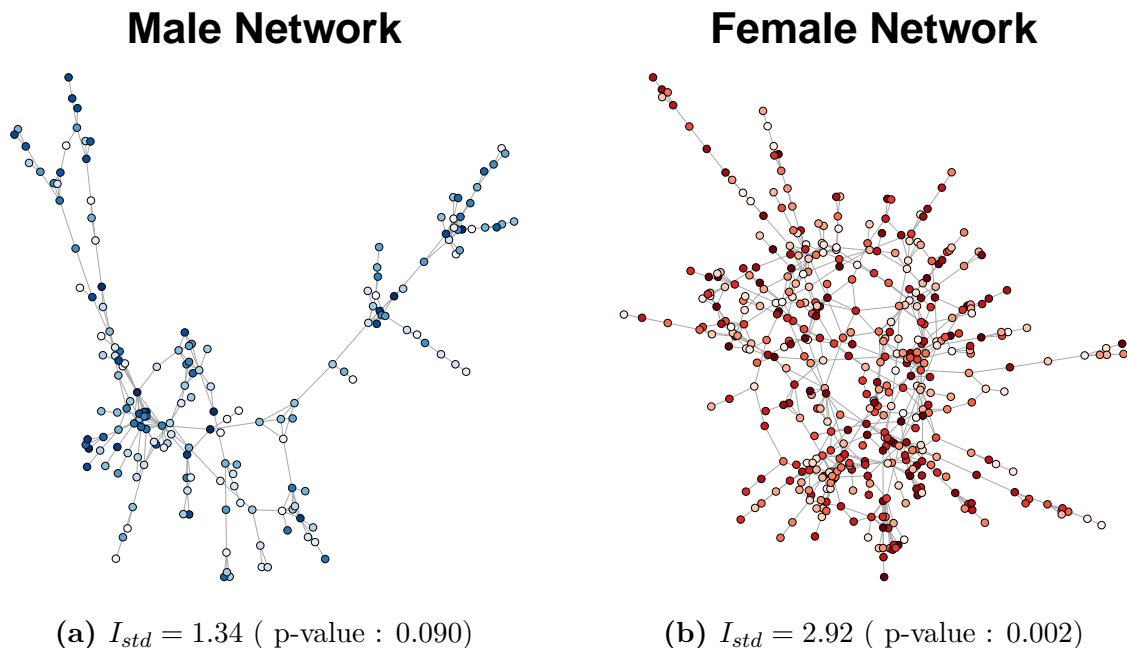 Male Network
Female Network
(a) I_std = 1.34 ( p-value : 0.090)
(b) I_std = 2.92 ( p-value : 0.002)